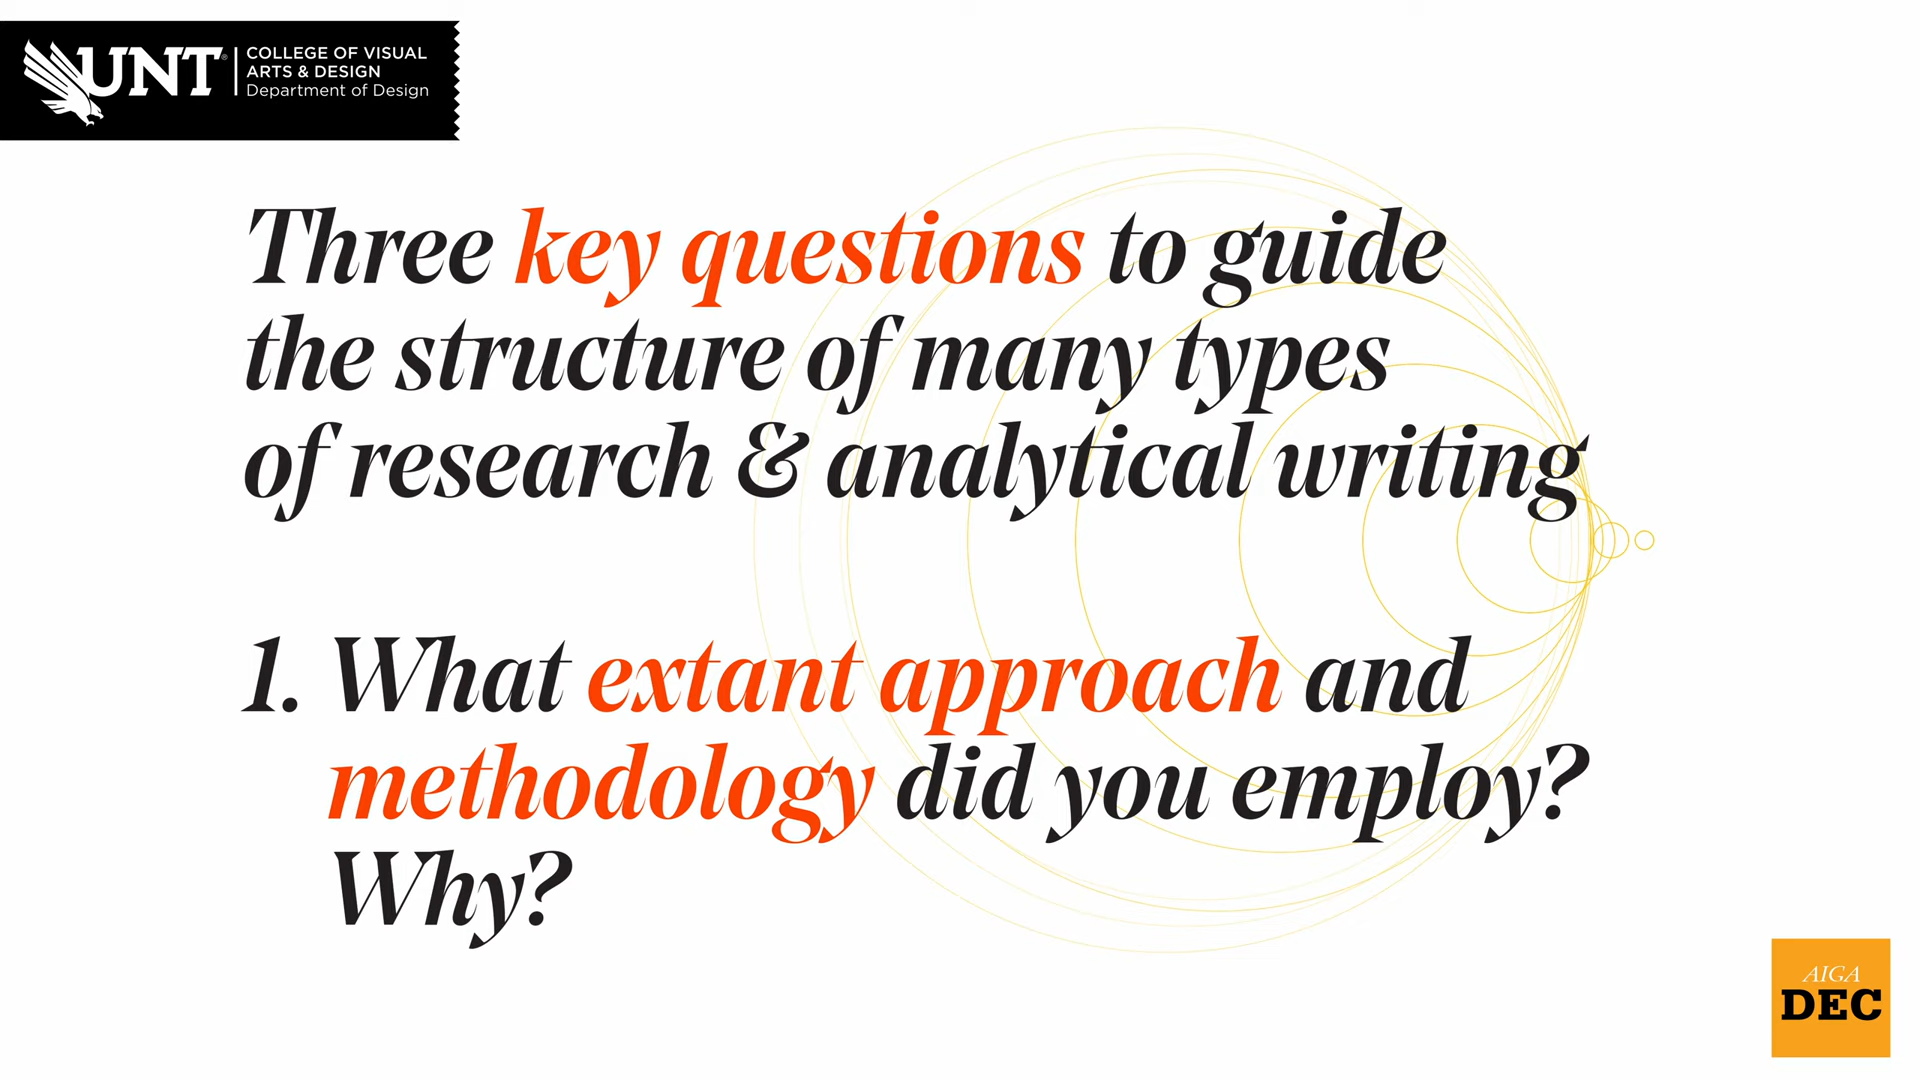 UNT®
COLLEGE OF VISUAL
ARTS & DESIGN
Department of Design
Three key questions to guide
the structure of many types
of research & analytical writing
1. What extant approach and
methodology did you employ?
Why?
AIGA
DEC